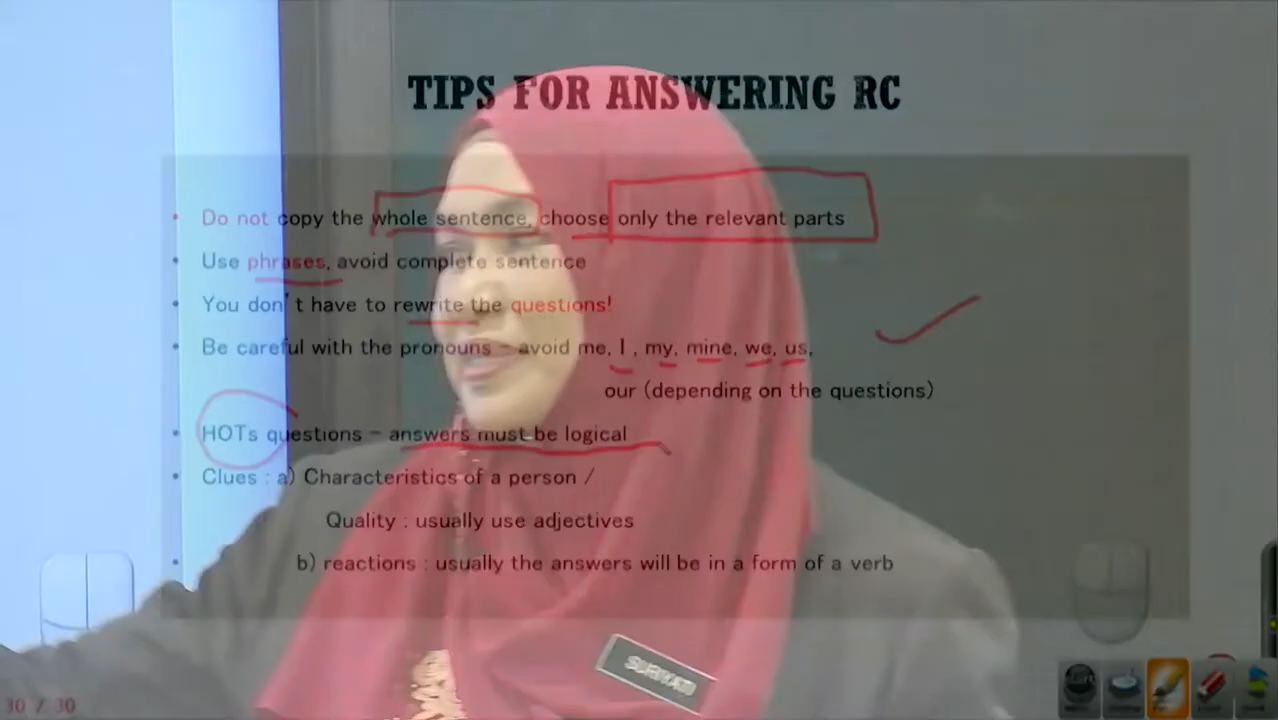 TIPS FOR ANSWERING RC
• Do not copy the whole sentence, choose only the relevant parts
• Use phrases, avoid complete sentence
• You don't have to rewrite the questions!
• Be careful with the pronouns - avoid me, I , my, mine, we, us,
our (depending on the questions)
• HOTs questions - answers must be logical
• Clues : a) Characteristics of a person /
Quality : usually use adjectives
• b) reactions : usually the answers will be in a form of a verb
30 / 30